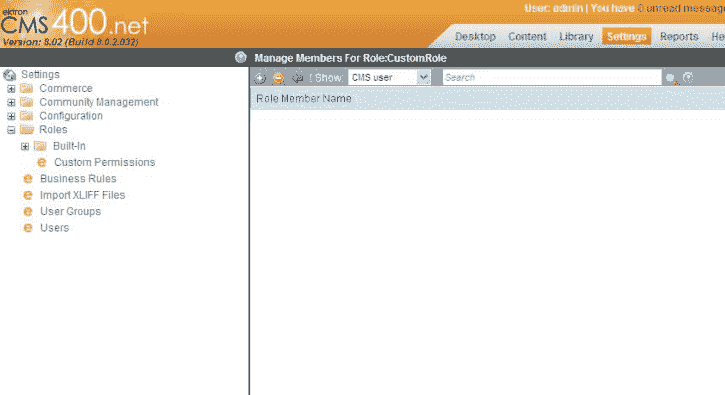 User: admin | You have 0 unread message
ektron
CMS400.net
Version: 8.02 (Build 8.0.2.032)
Desktop Content Library Settings Reports He
Manage Members For Role:CustomRole
Settings
Commerce
Community Management
Configuration
Roles
Built-In
Custom Permissions
Business Rules
Import XLIFF Files
User Groups
Users
| Show: CMS user Search
Role Member Name